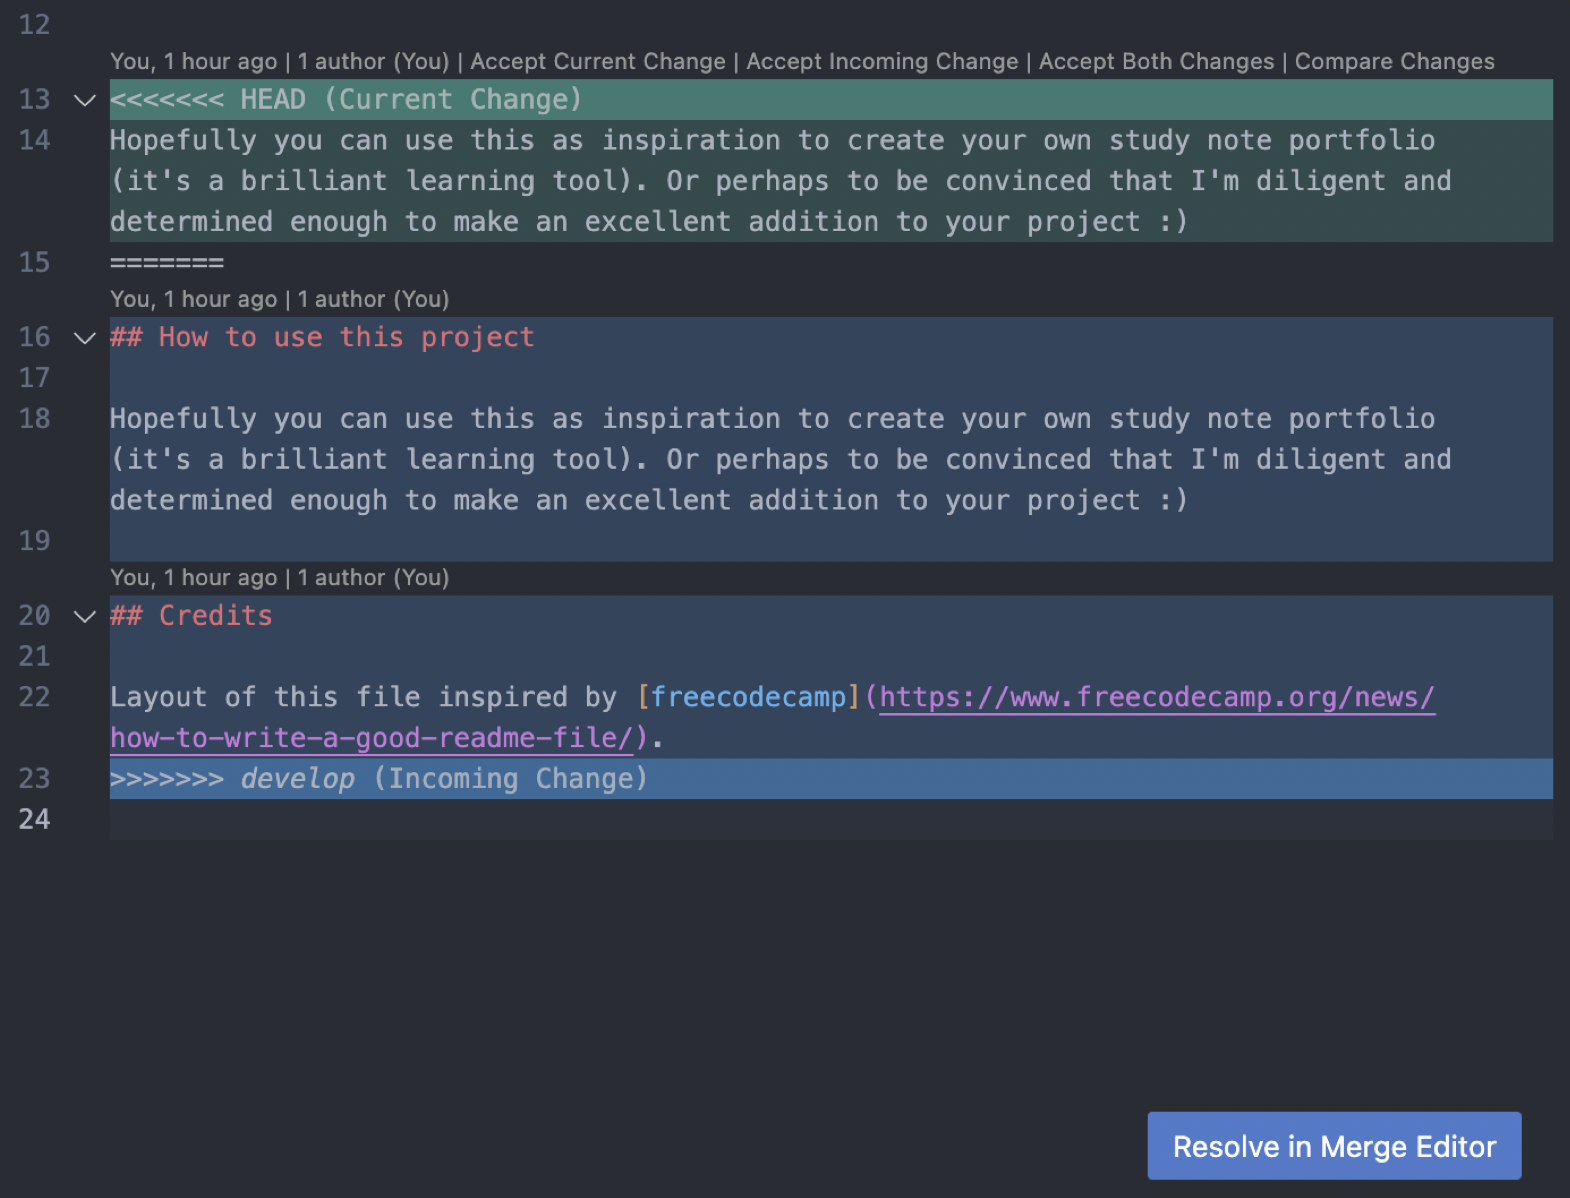 12
You, 1 hour ago | 1 author (You) | Accept Current Change | Accept Incoming Change | Accept Both Changes | Compare Changes
13 <<<<<<< HEAD (Current Change)
14 Hopefully you can use this as inspiration to create your own study note portfolio
(it's a brilliant learning tool). Or perhaps to be convinced that I'm diligent and
determined enough to make an excellent addition to your project :)
15 =======
You, 1 hour ago | 1 author (You)
16 ## How to use this project
17
18 Hopefully you can use this as inspiration to create your own study note portfolio
(it's a brilliant learning tool). Or perhaps to be convinced that I'm diligent and
determined enough to make an excellent addition to your project :)
19
You, 1 hour ago | 1 author (You)
20 ## Credits
21
22 Layout of this file inspired by [freecodecamp](https://www.freecodecamp.org/news/
how-to-write-a-good-readme-file/).
23 >>>>>>> develop (Incoming Change)
24
Resolve in Merge Editor